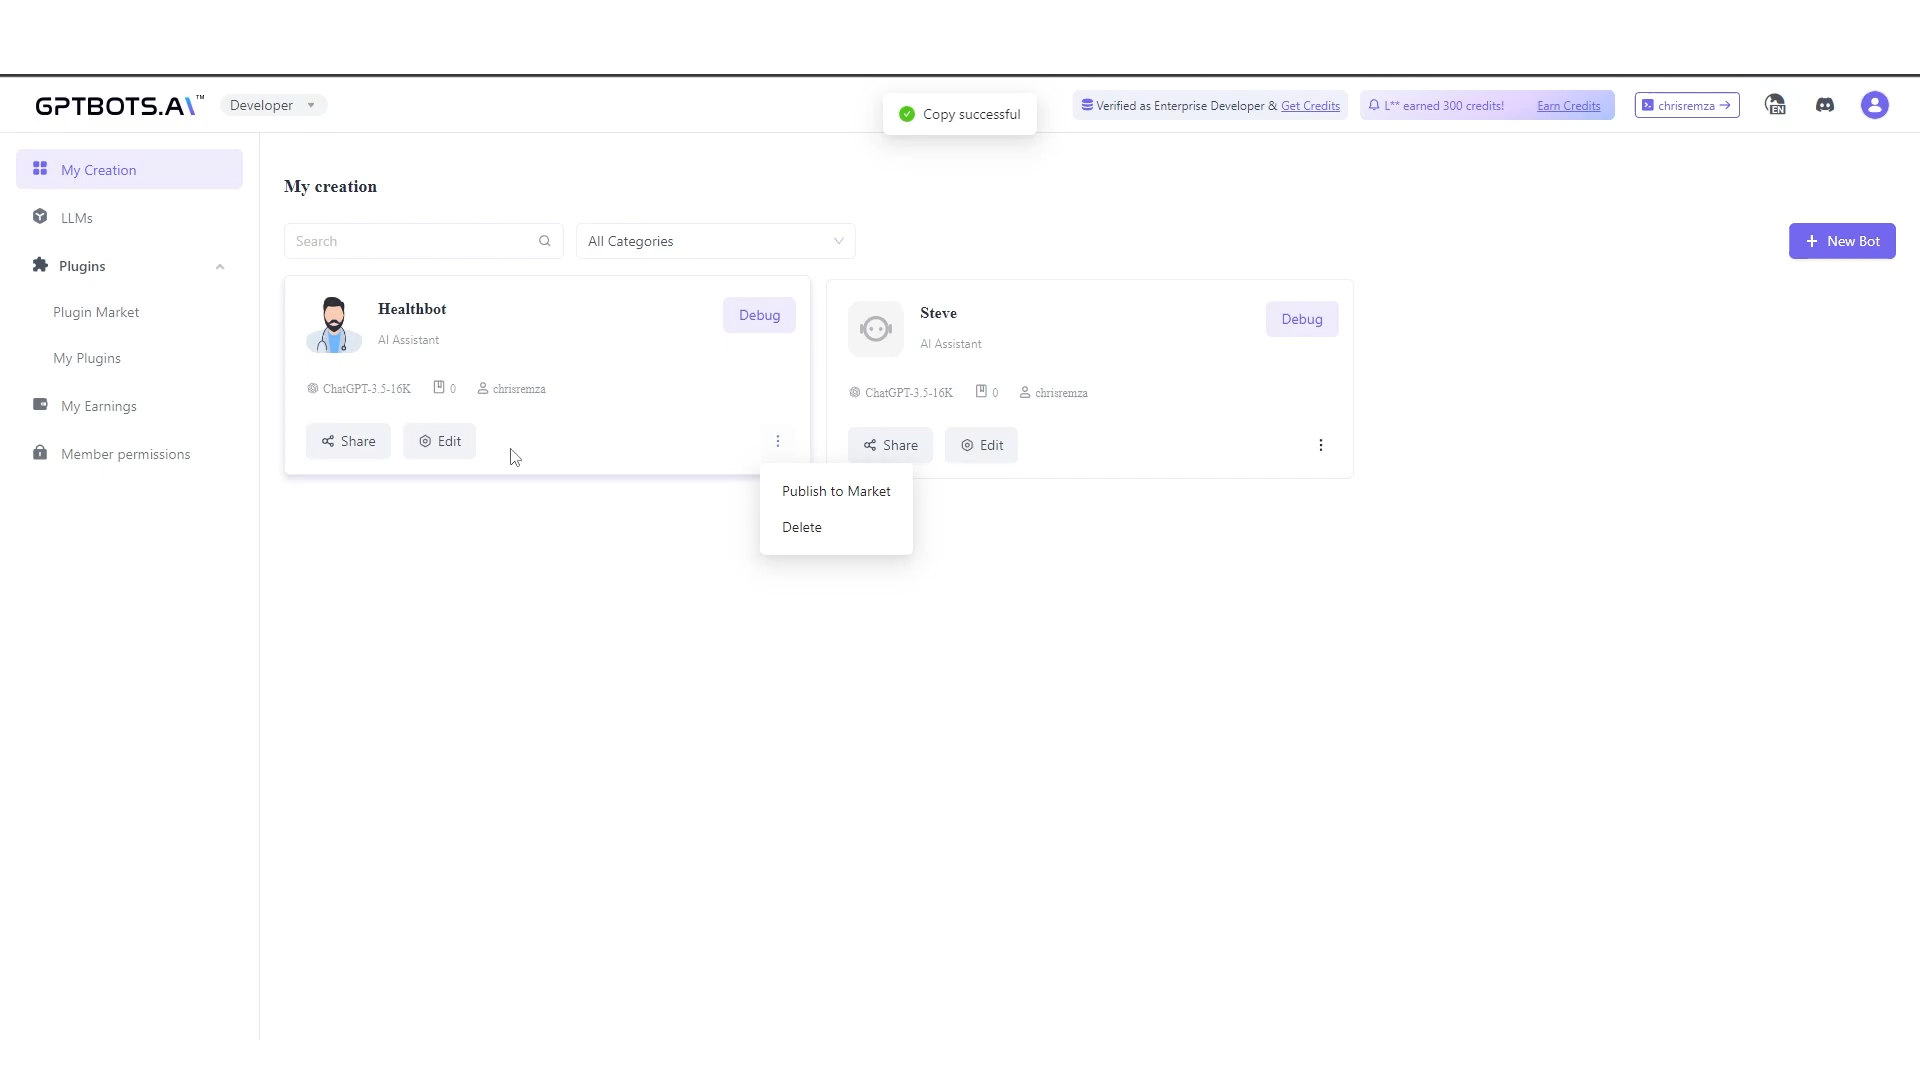 GPTBOTS.AI™
Developer
Copy successful
Verified as Enterprise Developer & Get Credits
L** earned 300 credits! Earn Credits
chrisremza
EN
My Creation
LLMs
Plugins
Plugin Market
My Plugins
My Earnings
Member permissions
My creation
Search
All Categories
New Bot
Healthbot
AI Assistant
Debug
ChatGPT-3.5-16K 0 chrisremza
Share Edit
Publish to Market
Delete
Steve
AI Assistant
Debug
ChatGPT-3.5-16K 0 chrisremza
Share Edit